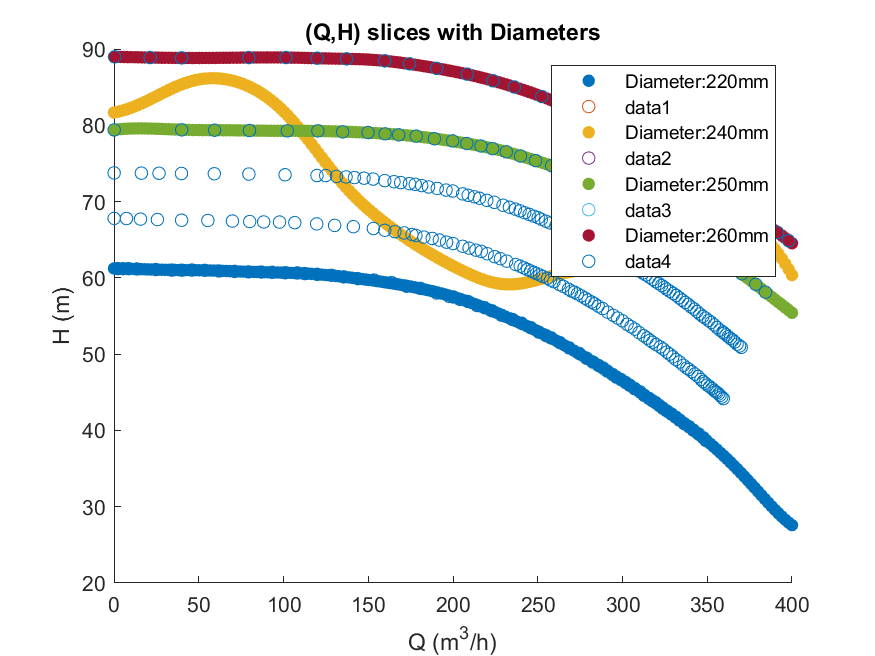 (Q,H) slices with Diameters
90
80
70
60
50
40
30
20
H (m)
Diameter:220mm
data1
Diameter:240mm
data2
Diameter:250mm
data3
Diameter:260mm
data4
0 50 100 150 200 250 300 350 400
Q (m³/h)